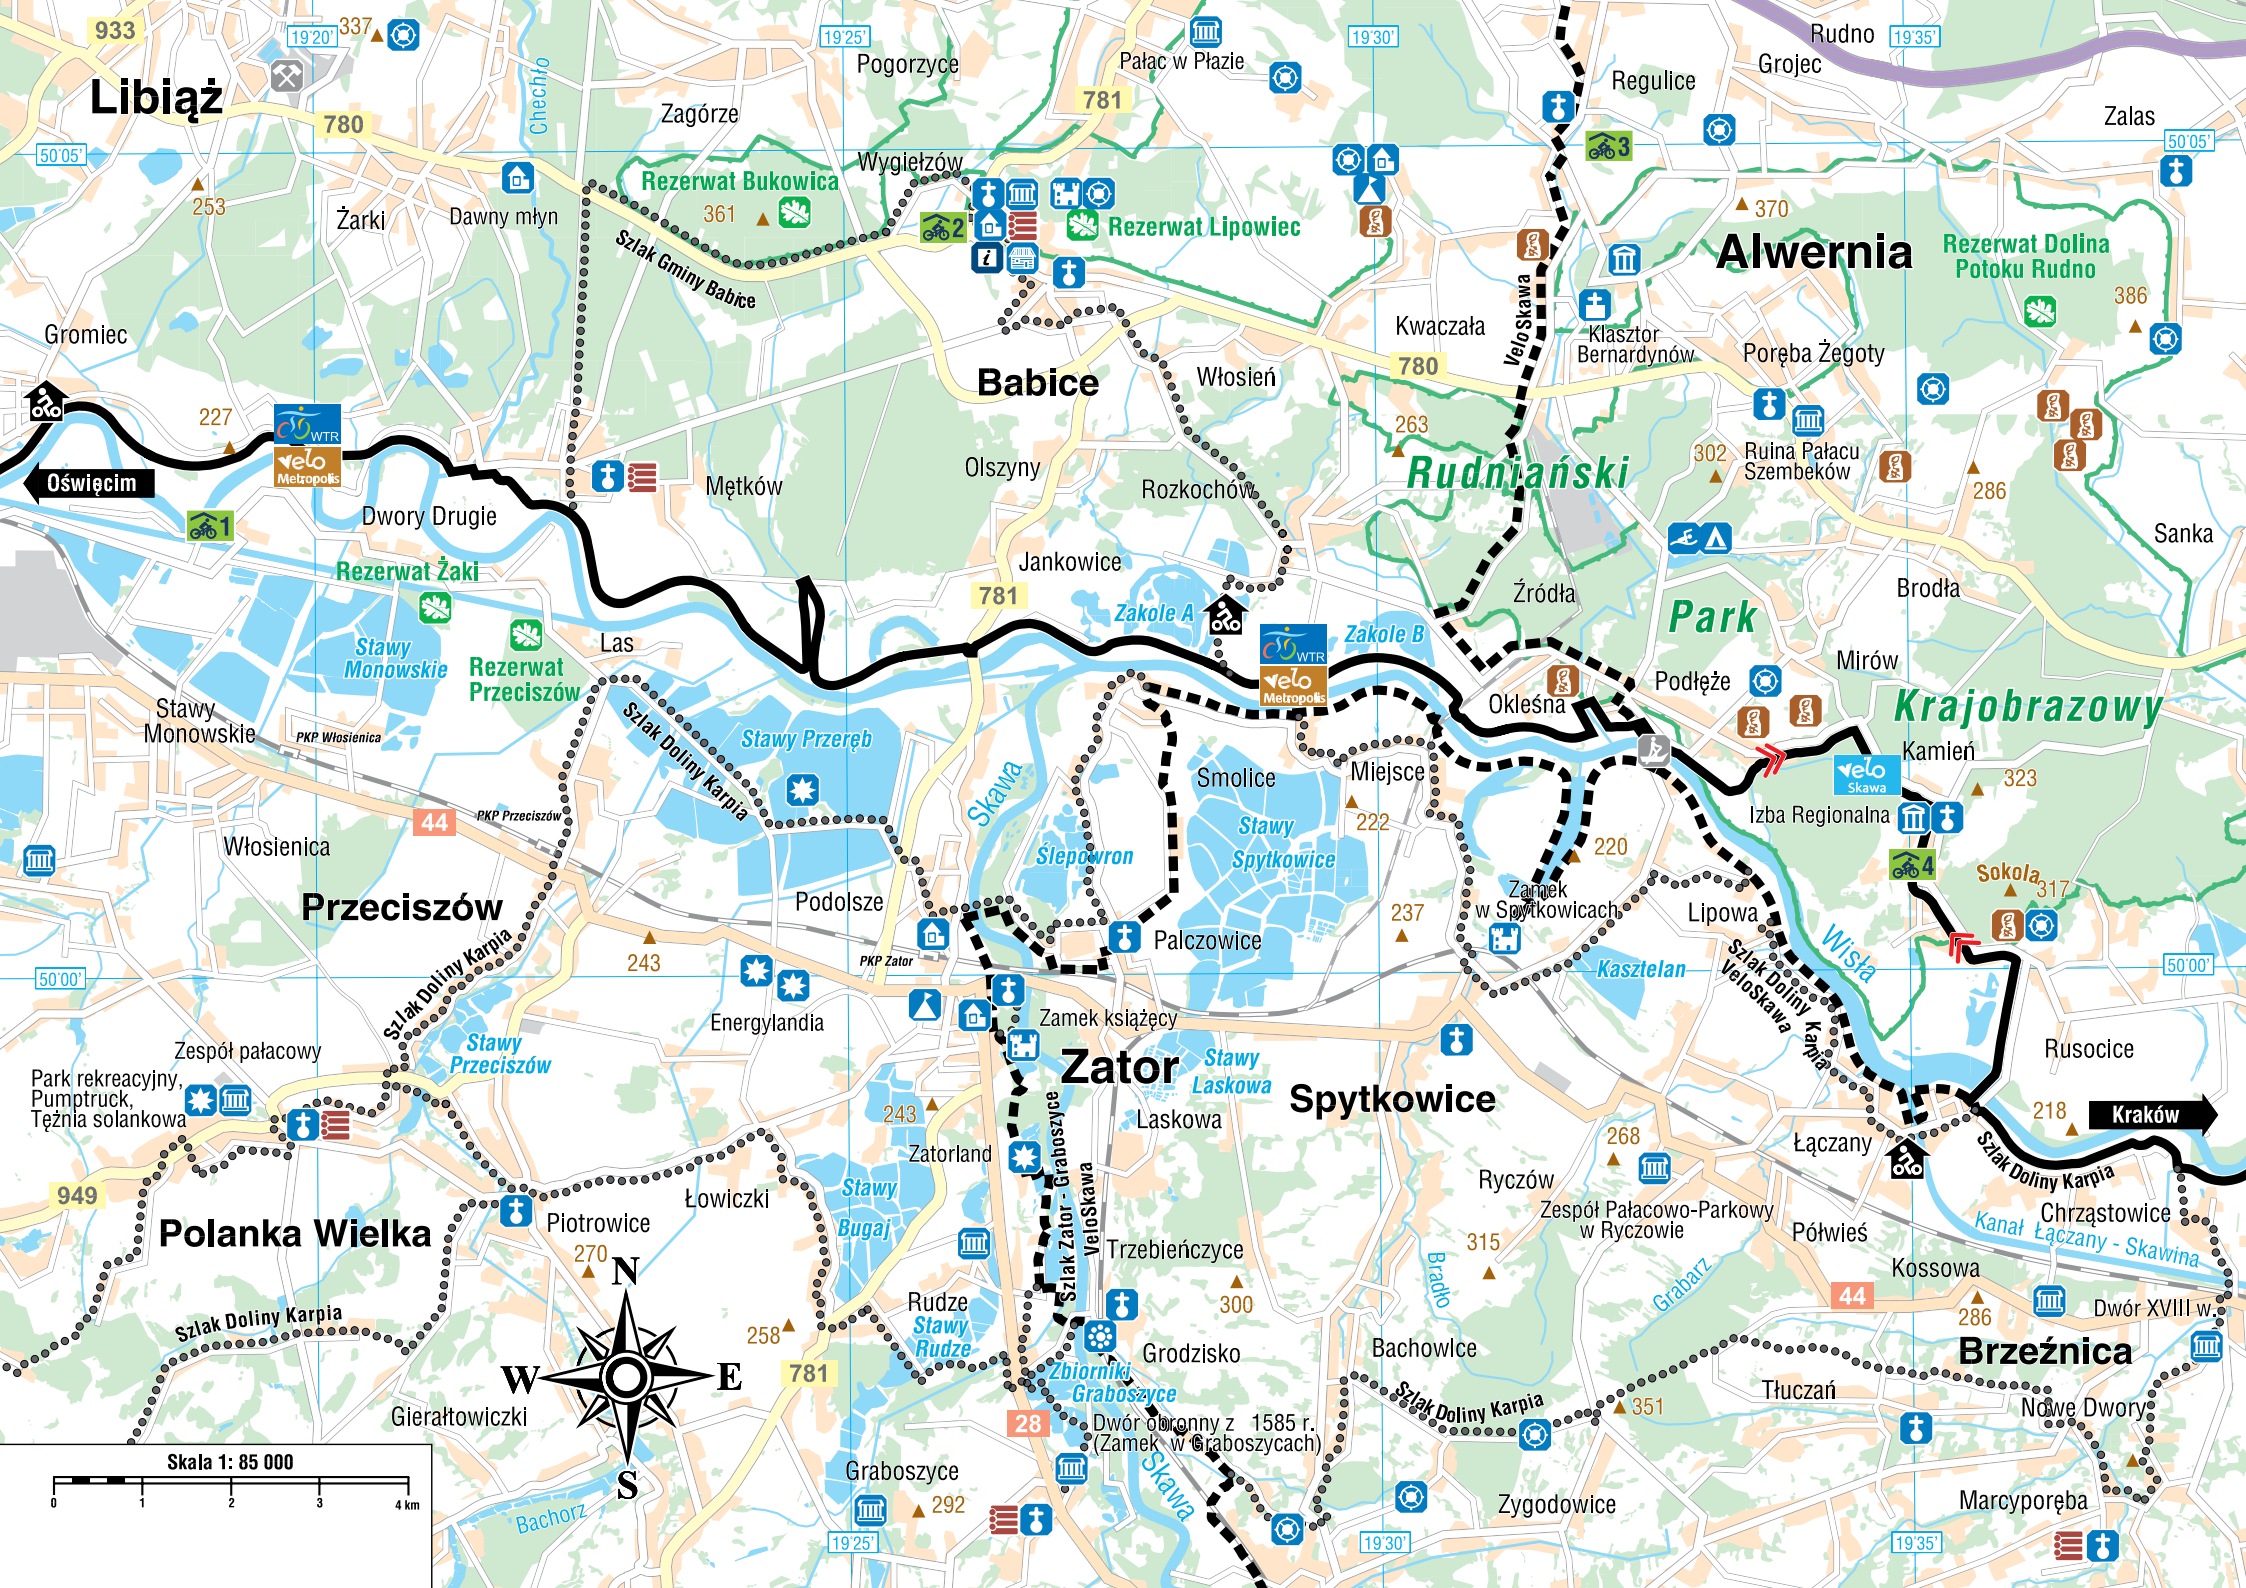 933
19°20'
337
19°25'
19°30'
Rudno
19°35'
Pogorzyce
Pałac w Płazie
Grojec
Regulice
Libiąż
Chechło
Zagórze
781
780
Zalas
50°05'
3
50°05'
Wygiełzów
Rezerwat Bukowica
253
Żarki
Dawny młyn
361
2
Rezerwat Lipowiec
370
Alwernia
Rezerwat Dolina
Potoku Rudno
Szlak Gminy Babice
i
386
VeloSkawa
Gromiec
Kwaczała
Klasztor
Bernardynów
Poręba Żegoty
780
Babice
Włosień
227
WTR
velo
Metropolis
263
302
Ruina Pałacu
Szembeków
Rudniański
Oświęcim
Olszyny
Mętków
Rozkochów
286
1
Dwory Drugie
Sanka
Rezerwat Żaki
Jankowice
781
Źródła
Brodła
Zakole A
Zakole B
Park
Stawy
Monowskie
Las
Rezerwat
Przeciszów
WTR
velo
Metropolis
Mirów
Podłęże
Okleśna
Krajobrazowy
Stawy
Monowskie
PKP Włosienica
Szlak Doliny Karpia
Stawy Przeręb
Skawa
Smolice
Miejsce
Kamień
velo
Skawa
323
Izba Regionalna
44
PKP Przeciszów
222
Stawy
Spytkowice
Włosienica
Ślepowron
220
4
Sokola
317
Przeciszów
Podolsze
Zamek
w Spytkowicach
237
Lipowa
Wisła
Palczowice
243
PKP Zator
Kasztelan
50°00'
50°00'
Szlak Doliny Karpia
Szlak Doliny Karpia
VeloSkawa
Energylandia
Zamek książęcy
Stawy
Przeciszów
Zespół pałacowy
Zator
Stawy
Laskowa
Rusocice
Park rekreacyjny,
Pumptruck,
Tężnia solankowa
243
Laskowa
Spytkowice
218
Kraków
Zatorland
268
Łączany
Szlak Doliny Karpia
Szlak Zator - Graboszyce
VeloSkawa
949
Łowiczki
Stawy
Bugaj
Ryczów
Zespół Pałacowo-Parkowy
w Ryczowie
Chrząstowice
Polanka Wielka
Piotrowice
Półwieś
Kanał Łączany - Skawina
270
Trzebieńczyce
315
Bradło
Grabarz
Kossowa
N
300
44
286
Dwór XVIII w.
Szlak Doliny Karpia
Rudze
Stawy
Rudze
258
Bachowice
Brzeźnica
Grodzisko
W
E
781
Zbiorniki
Graboszyce
Szlak Doliny Karpia
Tłuczań
351
Nowe Dwory
Gierałtowiczki
28
Dwór obronny z 1585 r.
(Zamek w Graboszycach)
Skala 1: 85 000
0 1 2 3 4 km
S
Graboszyce
Skawa
292
Zygodowice
Marcyporęba
Bachorz
19°25'
19°30'
19°35'